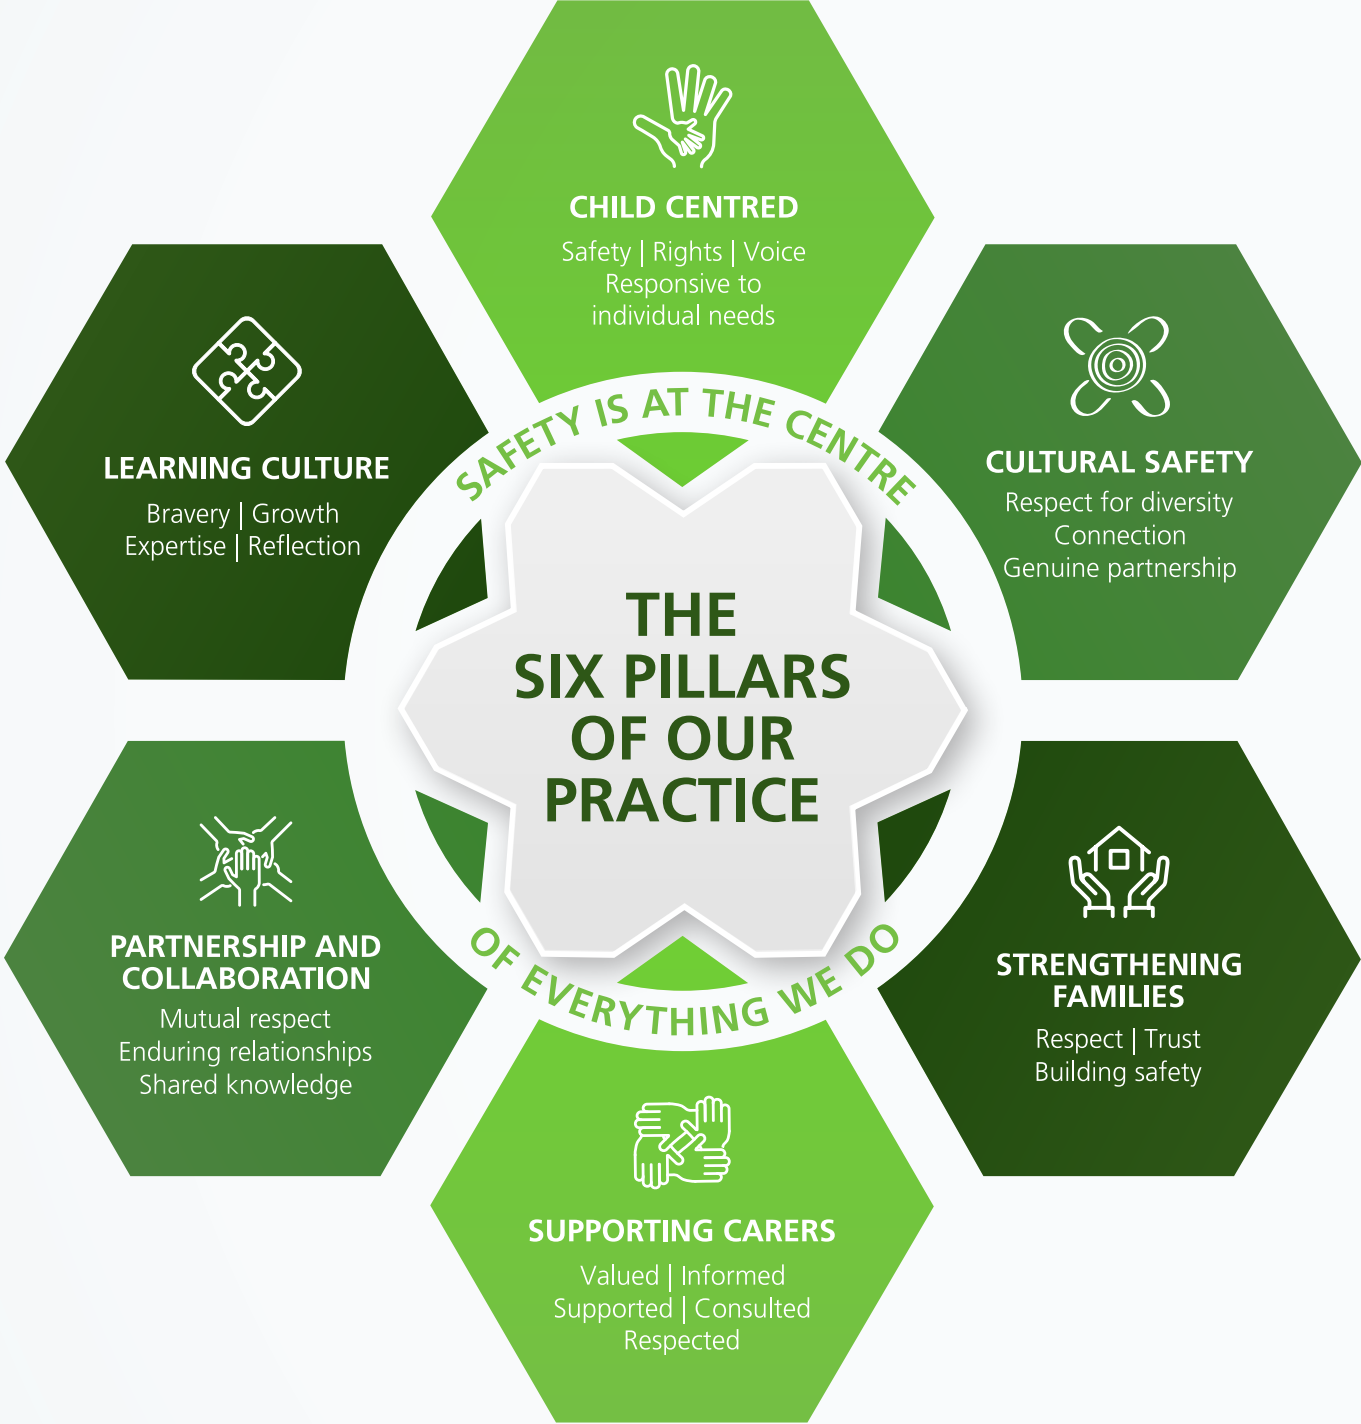 CHILD CENTRED
Safety | Rights | Voice
Responsive to
individual needs
CULTURAL SAFETY
Respect for diversity
Connection
Genuine partnership
STRENGTHENING
FAMILIES
Respect | Trust
Building safety
SUPPORTING CARERS
Valued | Informed
Supported | Consulted
Respected
PARTNERSHIP AND
COLLABORATION
Mutual respect
Enduring relationships
Shared knowledge
LEARNING CULTURE
Bravery | Growth
Expertise | Reflection
SAFETY IS AT THE CENTRE
OF EVERYTHING WE DO
THE
SIX PILLARS
OF OUR
PRACTICE